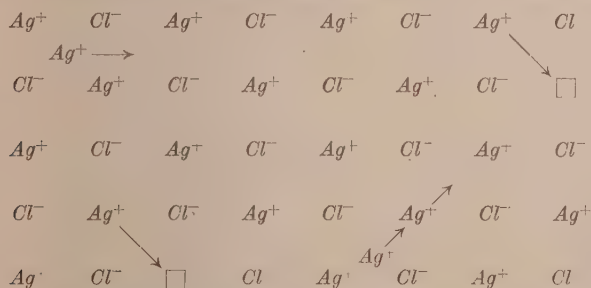 Ag⁺ Cl⁻ Ag⁺ Cl⁻ Ag⁺ Cl⁻ Ag⁺ Cl
Ag⁺
Cl⁻ Ag⁺ Cl⁻ Ag⁺ Cl⁻ Ag⁺ Cl⁻ □
Ag⁺ Cl⁻ Ag⁺ Cl⁻ Ag⁺ Cl⁻ Ag⁺ Cl⁻
Cl⁻ Ag⁺ Cl⁻ Ag⁺ Cl⁻ Ag⁺ Cl⁻ Ag⁺
Ag⁺
Ag⁺ Cl⁻ □ Cl Ag⁺ Cl⁻ Ag⁺ Cl